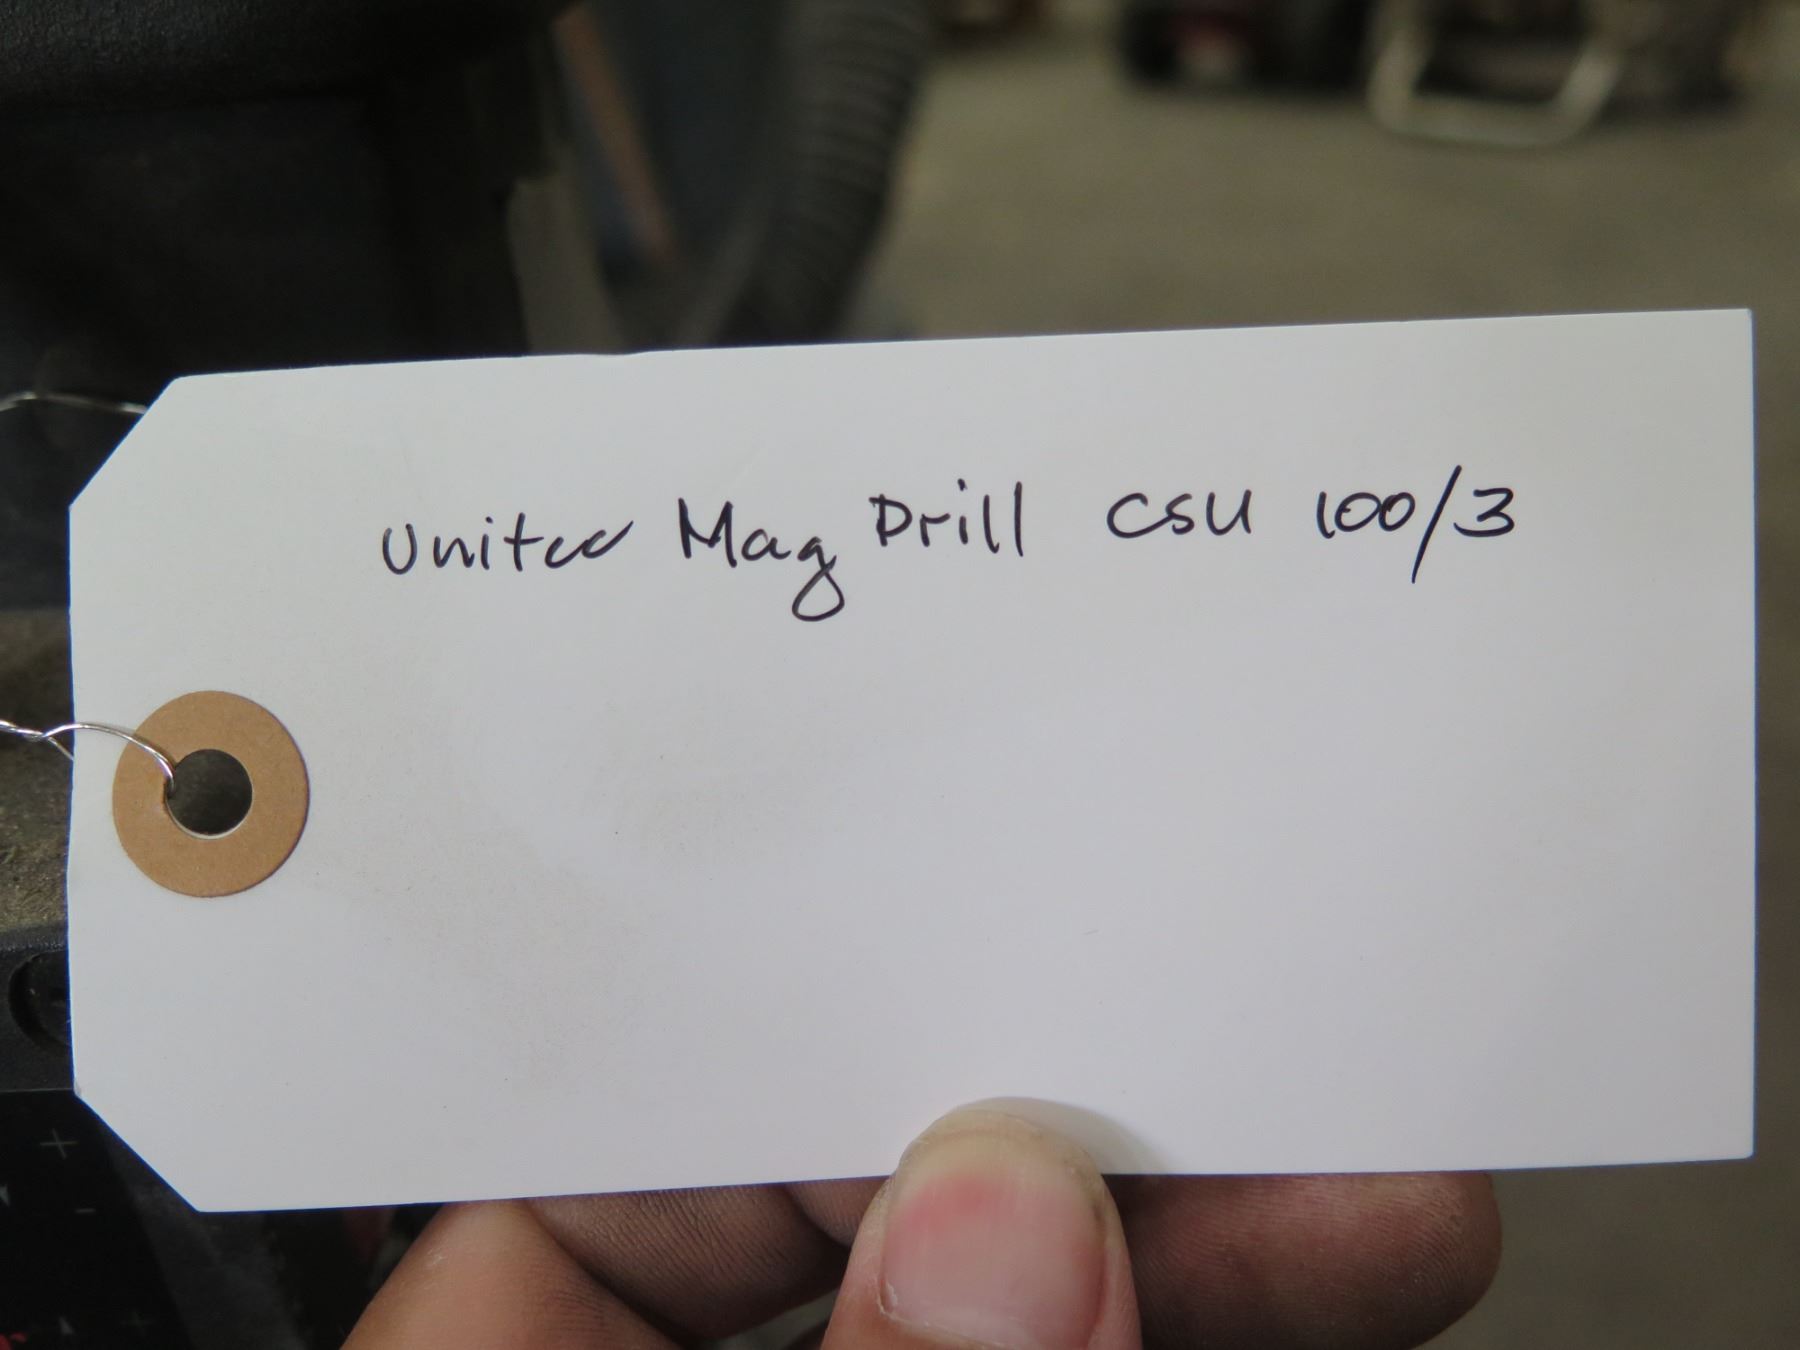 Unitec Mag Drill CSU 100/3